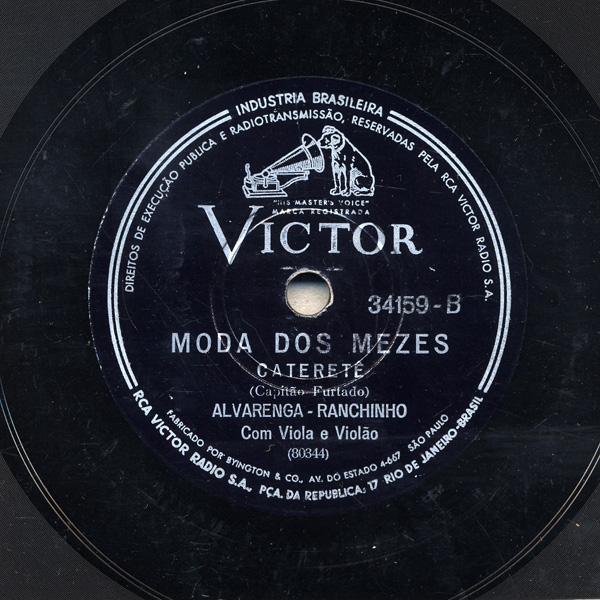 INDUSTRIA BRASILEIRA
DIREITOS DE EXECUÇÃO PUBLICA E RADIOTRANSMISSÃO, RESERVADAS PELA RCA VICTOR RADIO S.A.
"HIS MASTER'S VOICE"
MARCA REGISTRADA
VICTOR
34159-B
MODA DOS MEZES
CATERETÉ
(Capitão Furtado)
ALVARENGA - RANCHINHO
Com Viola e Violão
(80344)
FABRICADO POR BYINGTON & CO., AV. DO ESTADO 4-667 SÃO PAULO
RCA VICTOR RADIO S.A., PÇA. DA REPUBLICA, 17 RIO DE JANEIRO-BRASIL